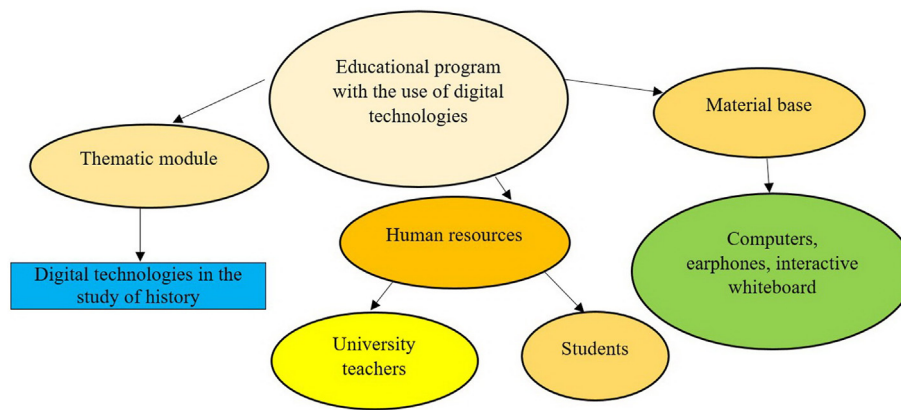 Educational program
with the use of digital
technologies
Material base
Thematic module
Human resources
Computers,
earphones, interactive
whiteboard
Digital technologies in the
study of history
University
teachers
Students